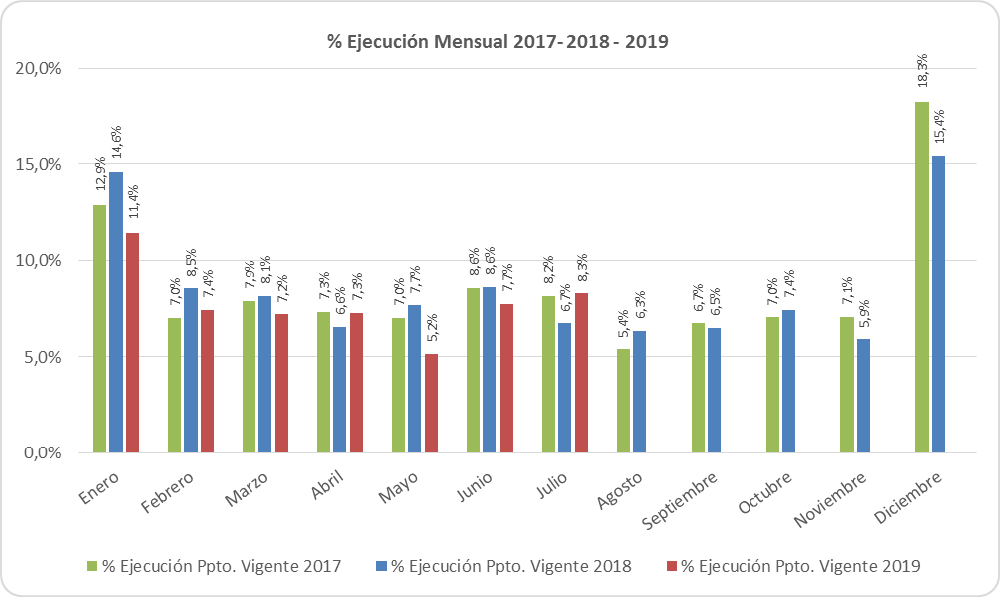 % Ejecución Mensual 2017- 2018 - 2019
20,0%
15,0%
10,0%
5,0%
0,0%
12,9%
14,6%
11,4%
7,0%
8,5%
7,4%
7,9%
8,1%
7,2%
7,3%
6,6%
7,3%
7,0%
7,7%
5,2%
8,6%
8,6%
7,7%
8,2%
6,7%
8,3%
5,4%
6,3%
6,7%
6,5%
7,0%
7,4%
7,1%
5,9%
18,3%
15,4%
Enero
Febrero
Marzo
Abril
Mayo
Junio
Julio
Agosto
Septiembre
Octubre
Noviembre
Diciembre
% Ejecución Ppto. Vigente 2017
% Ejecución Ppto. Vigente 2018
% Ejecución Ppto. Vigente 2019